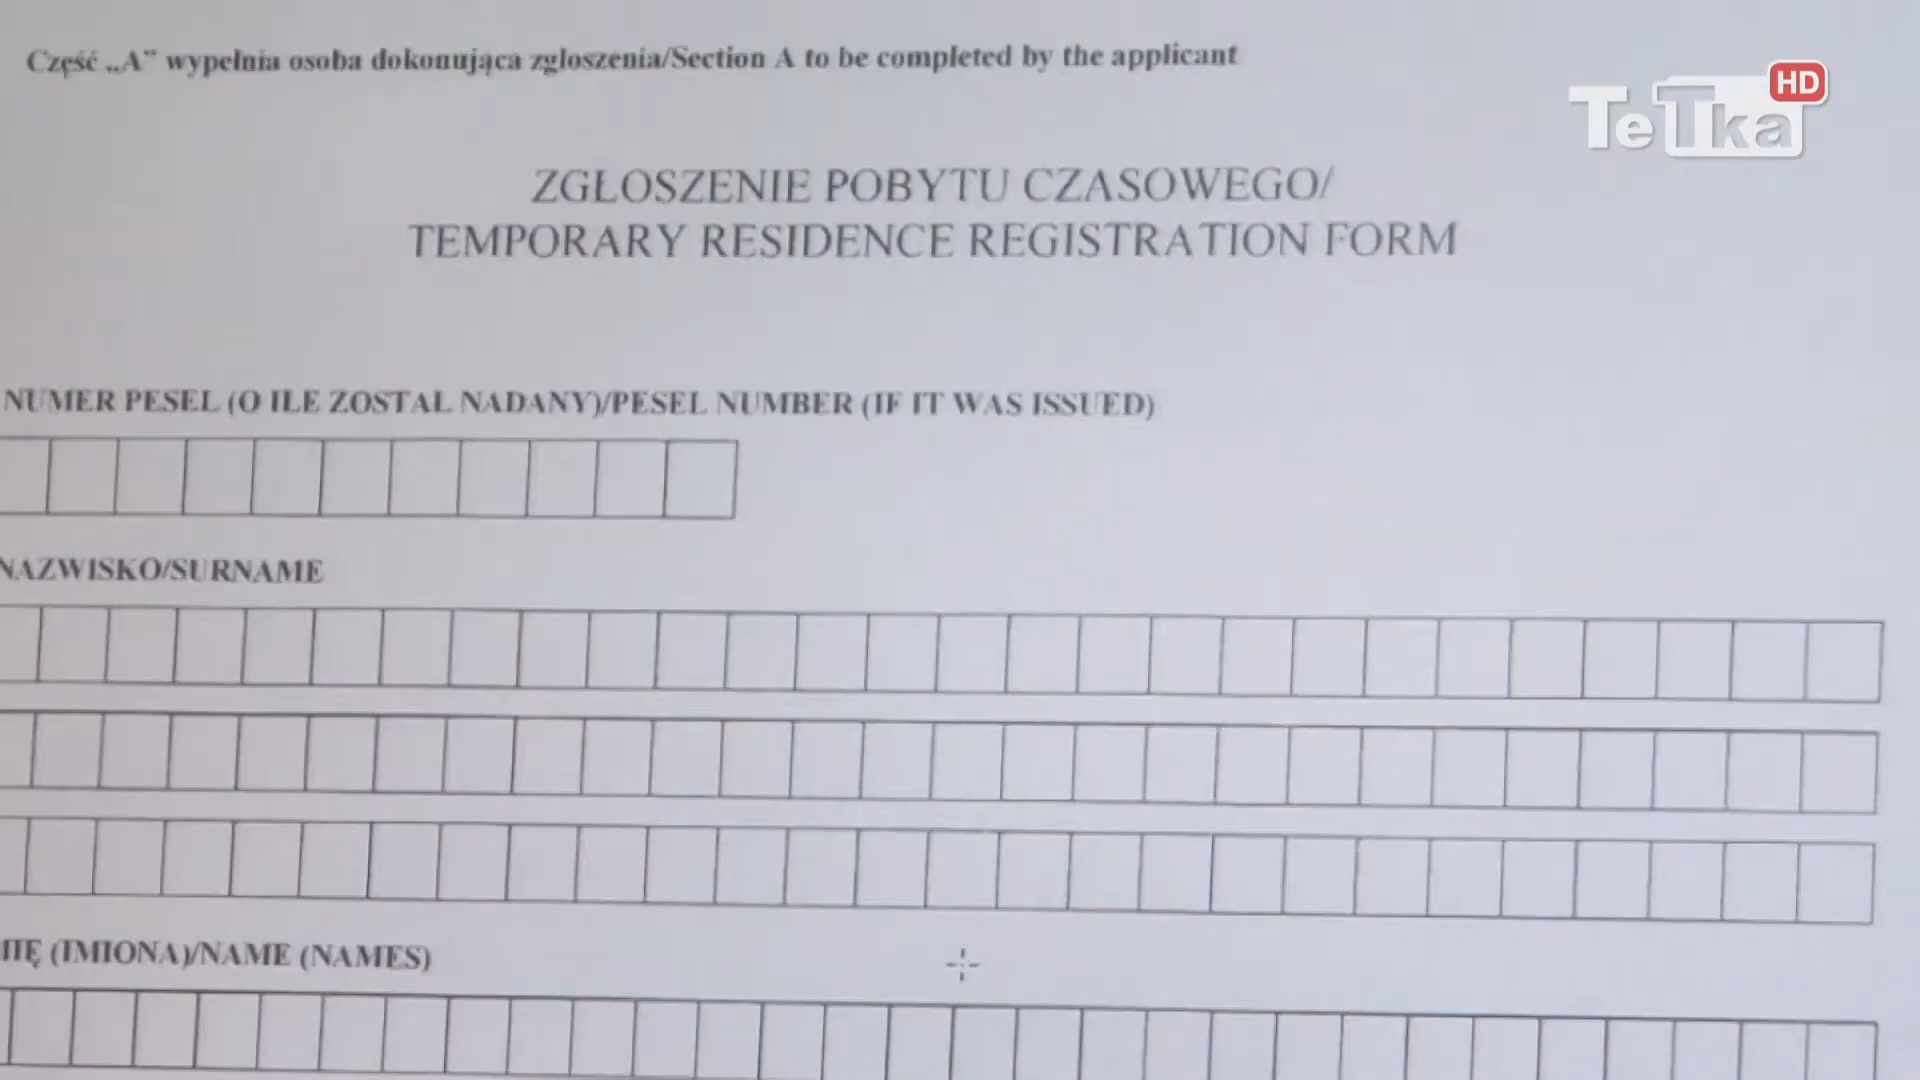 Część „A” wypełnia osoba dokonująca zgłoszenia/Section A to be completed by the applicant
TeTka HD
ZGŁOSZENIE POBYTU CZASOWEGO/
TEMPORARY RESIDENCE REGISTRATION FORM
NUMER PESEL (O ILE ZOSTAŁ NADANY)/PESEL NUMBER (IF IT WAS ISSUED)
NAZWISKO/SURNAME
(IMIONA)/NAME (NAMES)